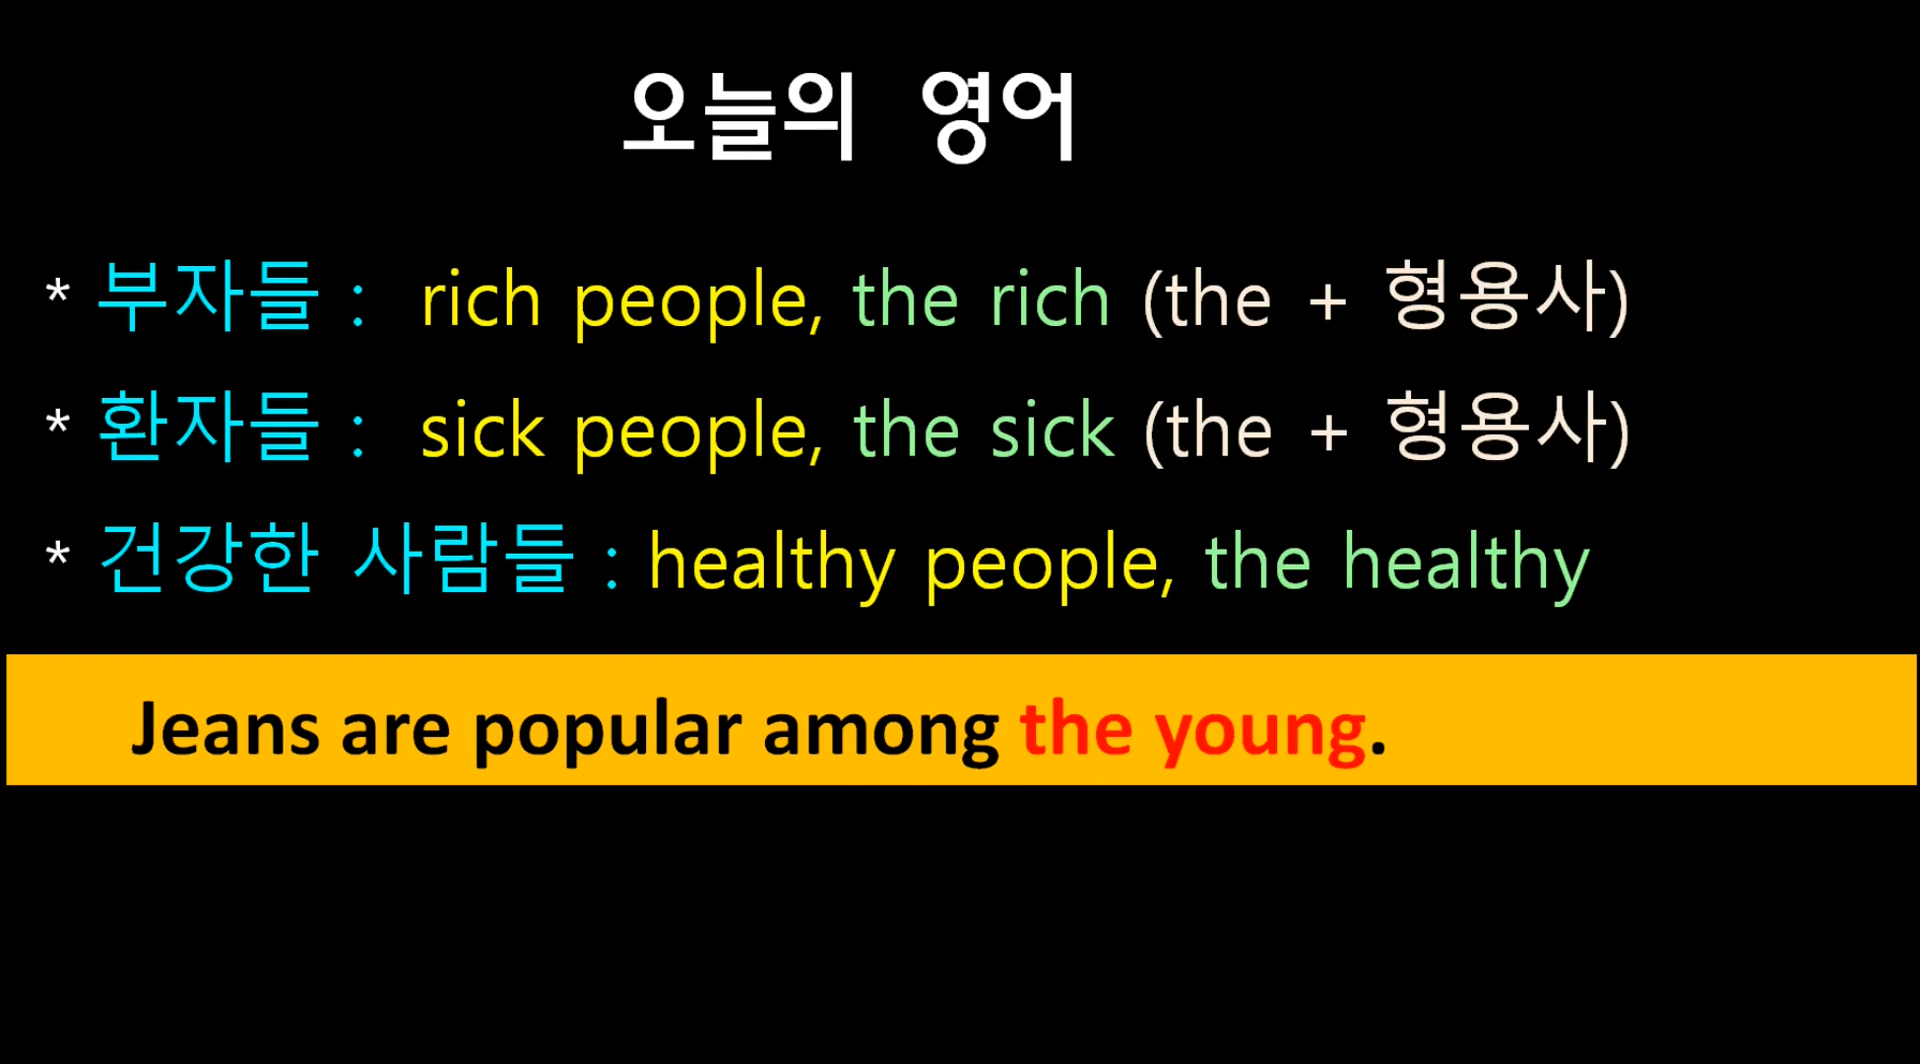 오늘의 영어
* 부자들 : rich people, the rich (the + 형용사)
* 환자들 : sick people, the sick (the + 형용사)
* 건강한 사람들 : healthy people, the healthy
Jeans are popular among the young.